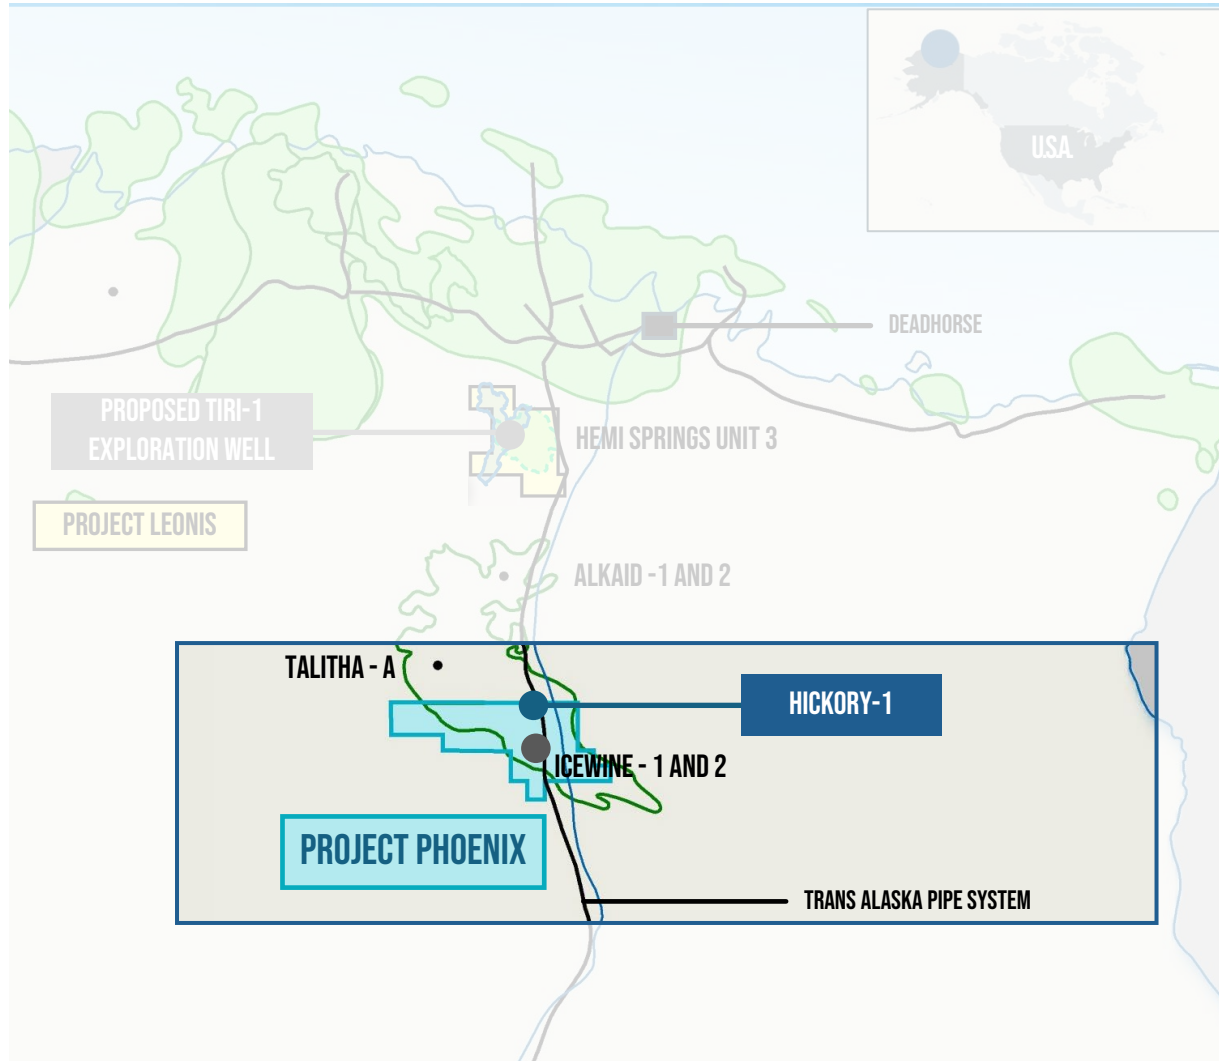 U.S.A.
DEADHORSE
PROPOSED TIRI-1
EXPLORATION WELL
HEMI SPRINGS UNIT 3
PROJECT LEONIS
ALKAID -1 AND 2
TALITHA - A
HICKORY-1
ICEWINE - 1 AND 2
PROJECT PHOENIX
TRANS ALASKA PIPE SYSTEM